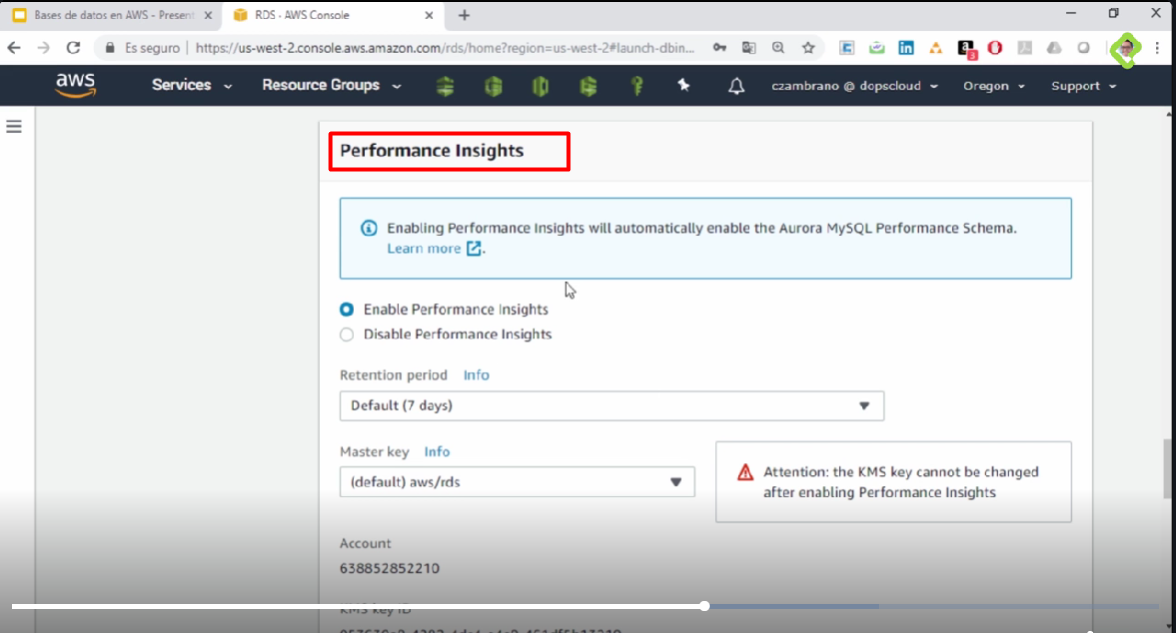 Bases de datos en AWS - Present
RDS - AWS Console
Es seguro | https://us-west-2.console.aws.amazon.com/rds/home?region=us-west-2#launch-dbin...
aws Services Resource Groups czambrano @ dopscloud Oregon Support
Performance Insights
Enabling Performance Insights will automatically enable the Aurora MySQL Performance Schema.
Learn more
Enable Performance Insights
Disable Performance Insights
Retention period Info
Default (7 days)
Master key Info
(default) aws/rds
Attention: the KMS key cannot be changed
after enabling Performance Insights
Account
638852852210
KMS key ID